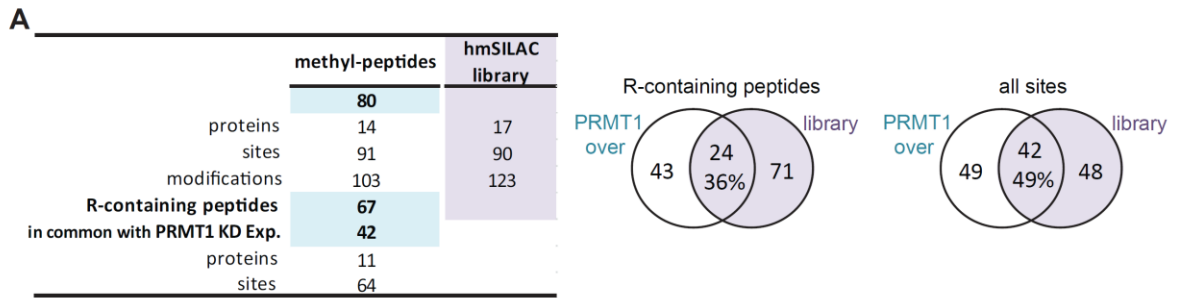 A
methyl-peptides hmSILAC library
80
proteins 14 17
sites 91 90
modifications 103 123
R-containing peptides 67
in common with PRMT1 KD Exp. 42
proteins 11
sites 64
R-containing peptides
PRMT1 over library
43 24 36% 71
all sites
PRMT1 over library
49 42 49% 48